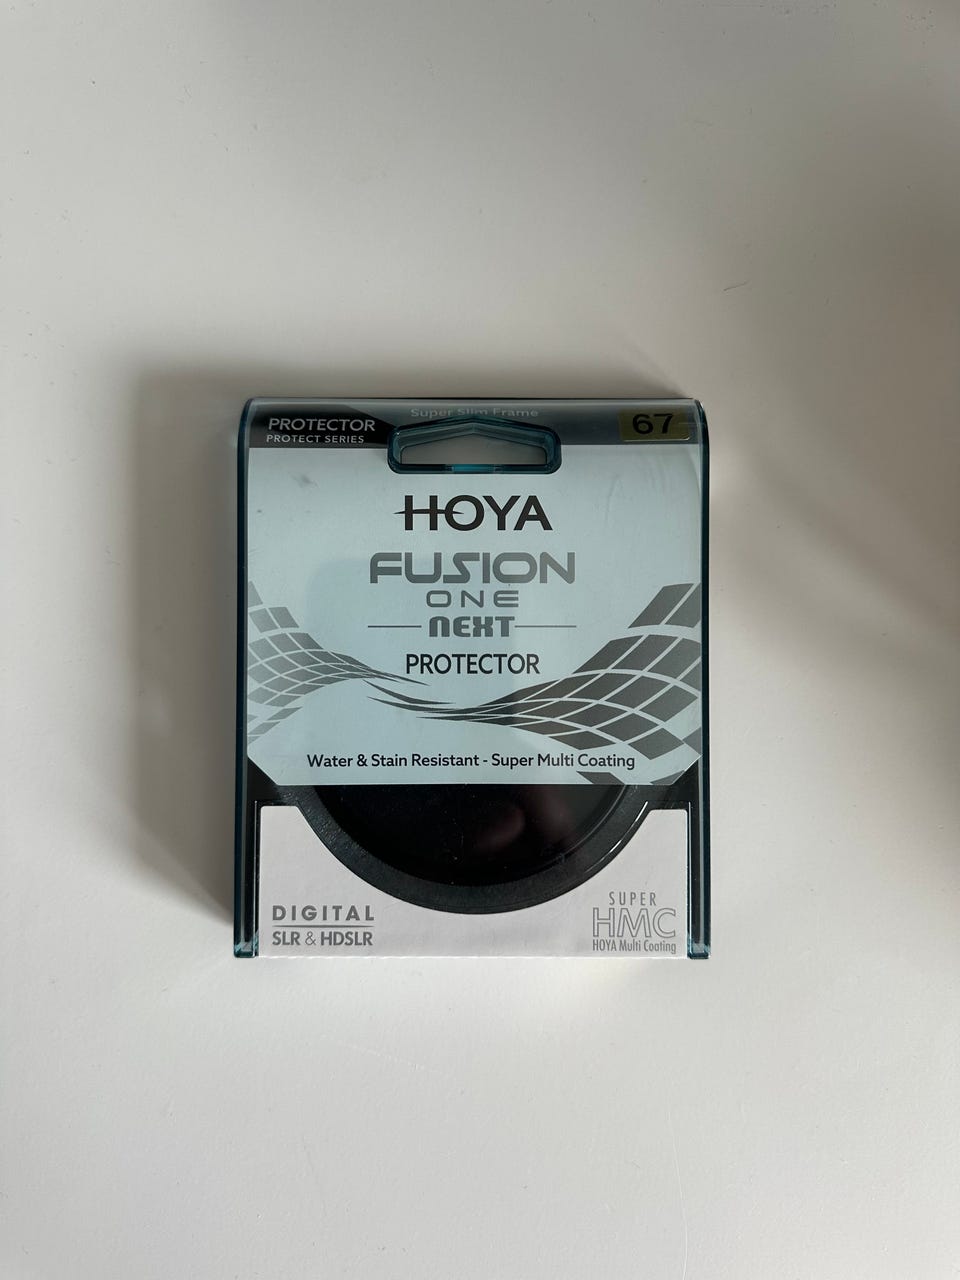 Super Slim Frame
67
PROTECTOR
PROTECT SERIES
HOYA
FUSION
ONE
NEXT
PROTECTOR
Water & Stain Resistant - Super Multi Coating
DIGITAL
SLR & HDSLR
SUPER
HMC
HOYA Multi Coating